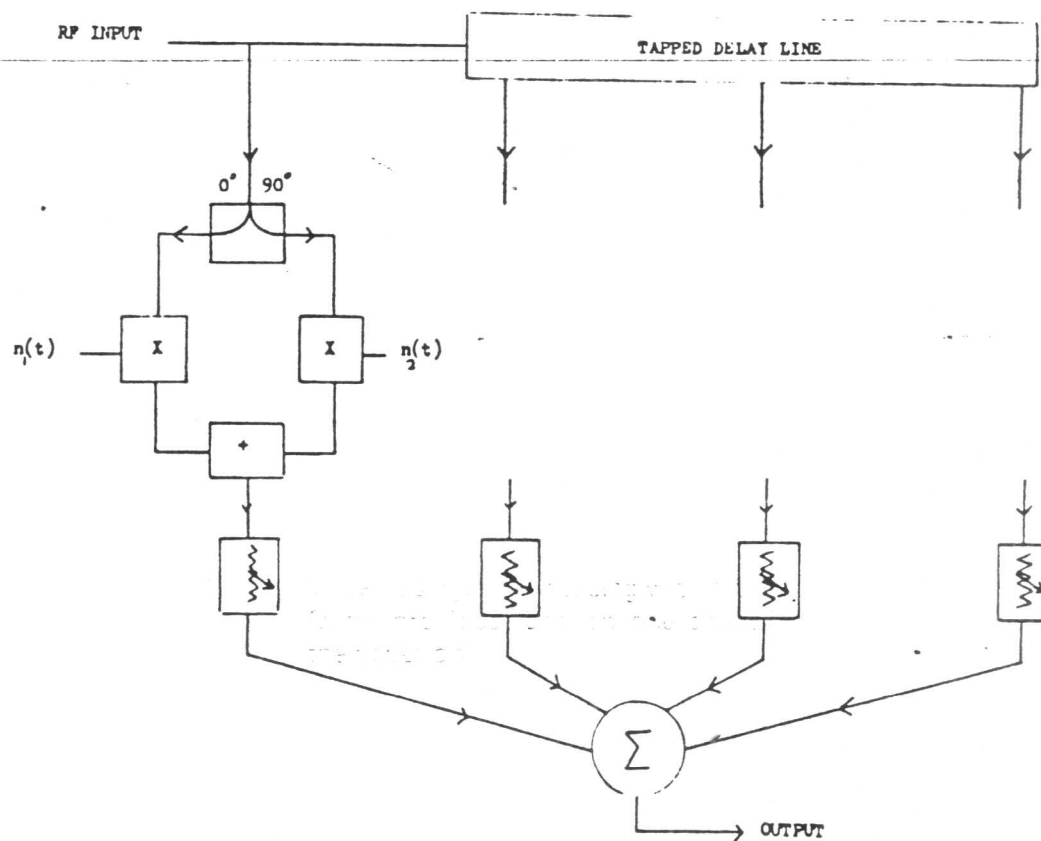 RF INPUT
TAPPED DELAY LINE
0° 90°
n₁(t)
X
X
n₂(t)
+
Σ
OUTPUT